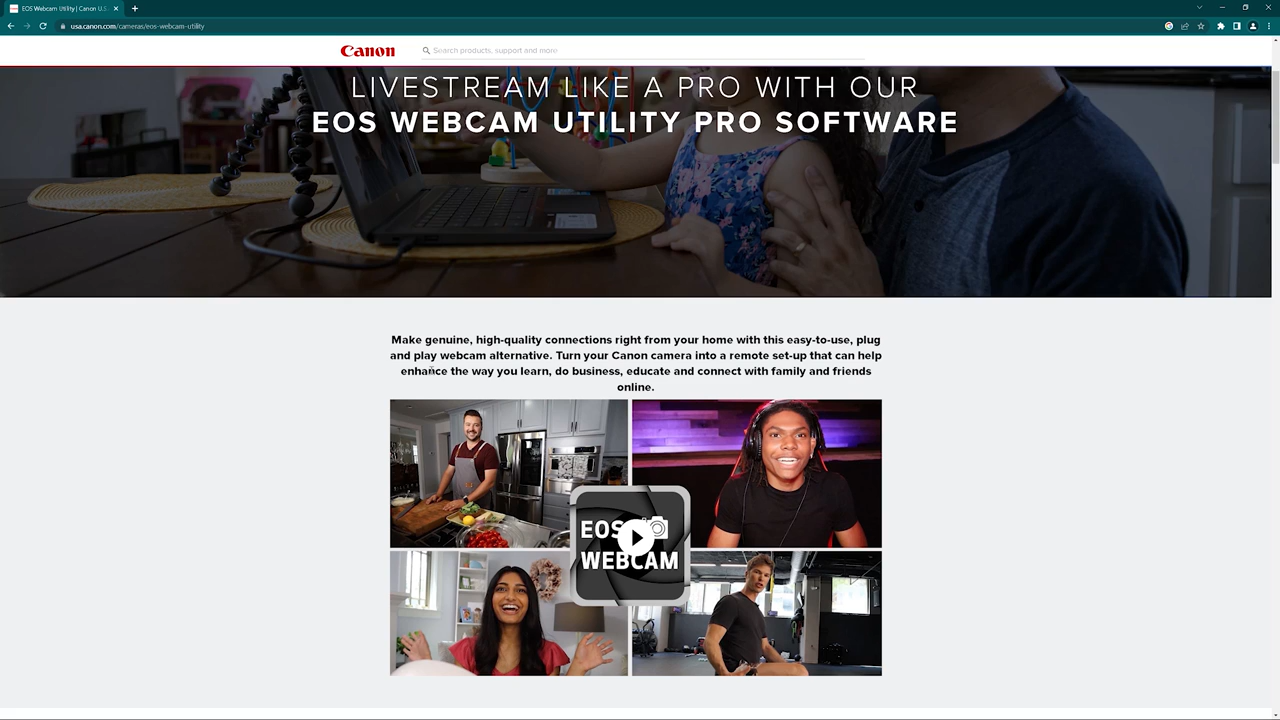 EOS Webcam Utility | Canon U.S.
usa.canon.com/cameras/eos-webcam-utility
Canon
Search products, support and more
LIVESTREAM LIKE A PRO WITH OUR
EOS WEBCAM UTILITY PRO SOFTWARE
Make genuine, high-quality connections right from your home with this easy-to-use, plug
and play webcam alternative. Turn your Canon camera into a remote set-up that can help
enhance the way you learn, do business, educate and connect with family and friends
online.
EOS
WEBCAM